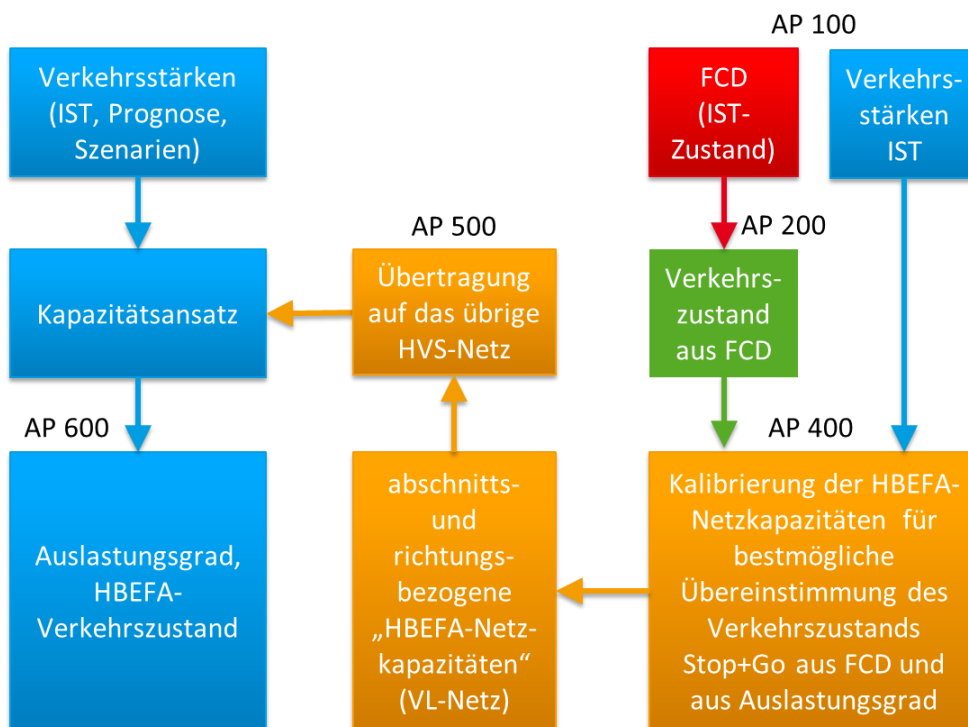 AP 100
Verkehrsstärken
(IST, Prognose,
Szenarien)
FCD
(IST-
Zustand)
Verkehrs-
stärken
IST
AP 500
AP 200
Kapazitätsansatz
Übertragung
auf das übrige
HVS-Netz
Verkehrs-
zustand
aus FCD
AP 600
AP 400
Auslastungsgrad,
HBEFA-
Verkehrszustand
abschnitts-
und
richtungs-
bezogene
„HBEFA-Netz-
kapazitäten“
(VL-Netz)
Kalibrierung der HBEFA-
Netzkapazitäten für
bestmögliche
Übereinstimmung des
Verkehrszustands
Stop+Go aus FCD und
aus Auslastungsgrad